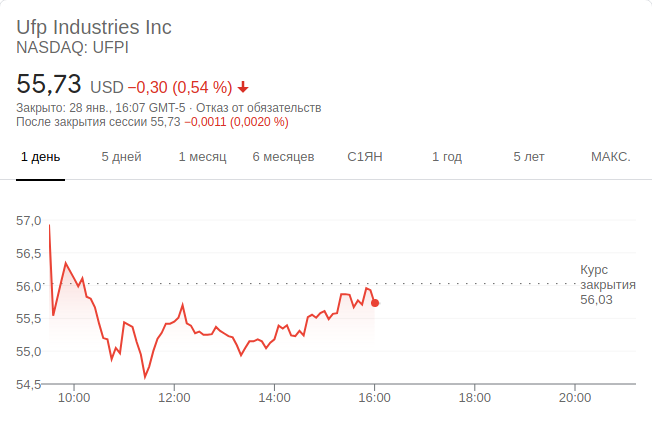 Ufp Industries Inc
NASDAQ: UFPI
55,73 USD −0,30 (0,54 %)
Закрыто: 28 янв., 16:07 GMT-5 · Отказ от обязательств
После закрытия сессии 55,73 −0,0011 (0,0020 %)
1 день 5 дней 1 месяц 6 месяцев С1ЯН 1 год 5 лет МАКС.
57,0
56,5
56,0
55,5
55,0
54,5
Курс
закрытия
56,03
10:00 12:00 14:00 16:00 18:00 20:00